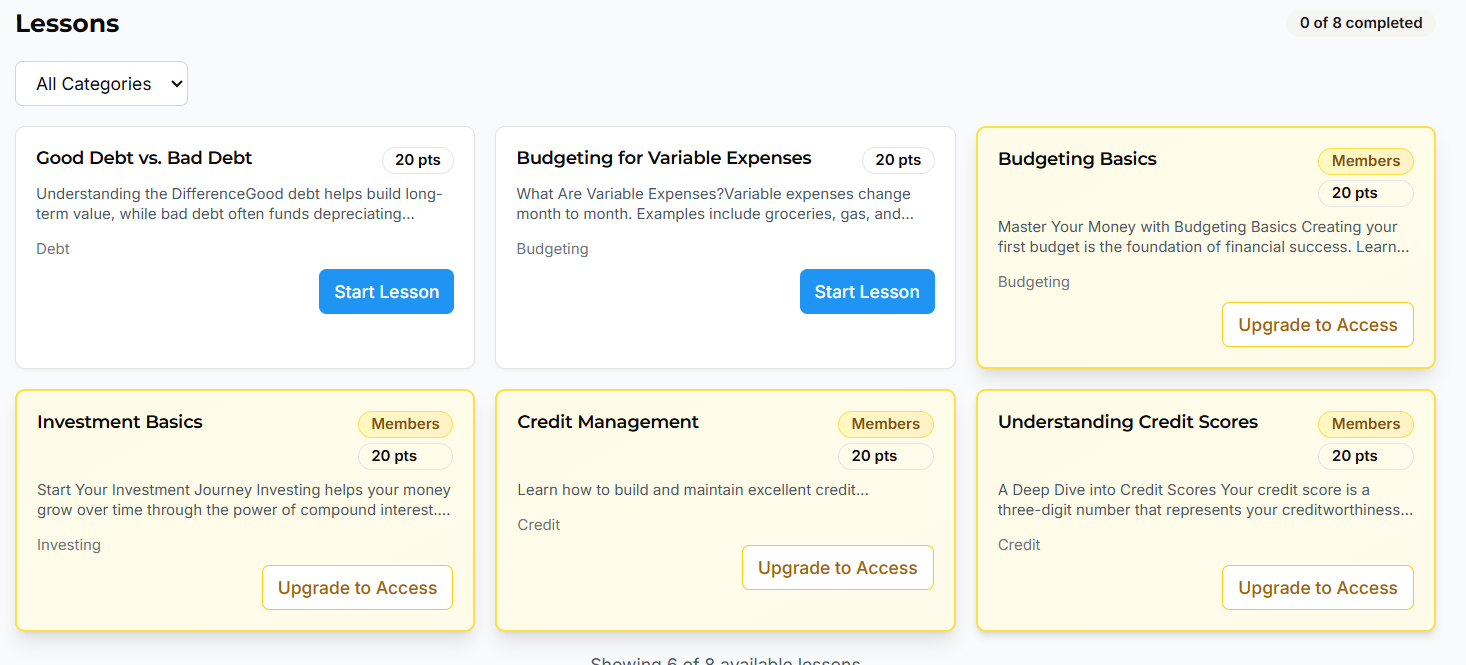 Lessons
0 of 8 completed
All Categories
Good Debt vs. Bad Debt
20 pts
Understanding the DifferenceGood debt helps build long-
term value, while bad debt often funds depreciating...
Debt
Start Lesson
Budgeting for Variable Expenses
20 pts
What Are Variable Expenses?Variable expenses change
month to month. Examples include groceries, gas, and...
Budgeting
Start Lesson
Budgeting Basics
Members
20 pts
Master Your Money with Budgeting Basics Creating your
first budget is the foundation of financial success. Learn...
Budgeting
Upgrade to Access
Investment Basics
Members
20 pts
Start Your Investment Journey Investing helps your money
grow over time through the power of compound interest....
Investing
Upgrade to Access
Credit Management
Members
20 pts
Learn how to build and maintain excellent credit...
Credit
Upgrade to Access
Understanding Credit Scores
Members
20 pts
A Deep Dive into Credit Scores Your credit score is a
three-digit number that represents your creditworthiness...
Credit
Upgrade to Access
Showing 6 of 8 available lessons